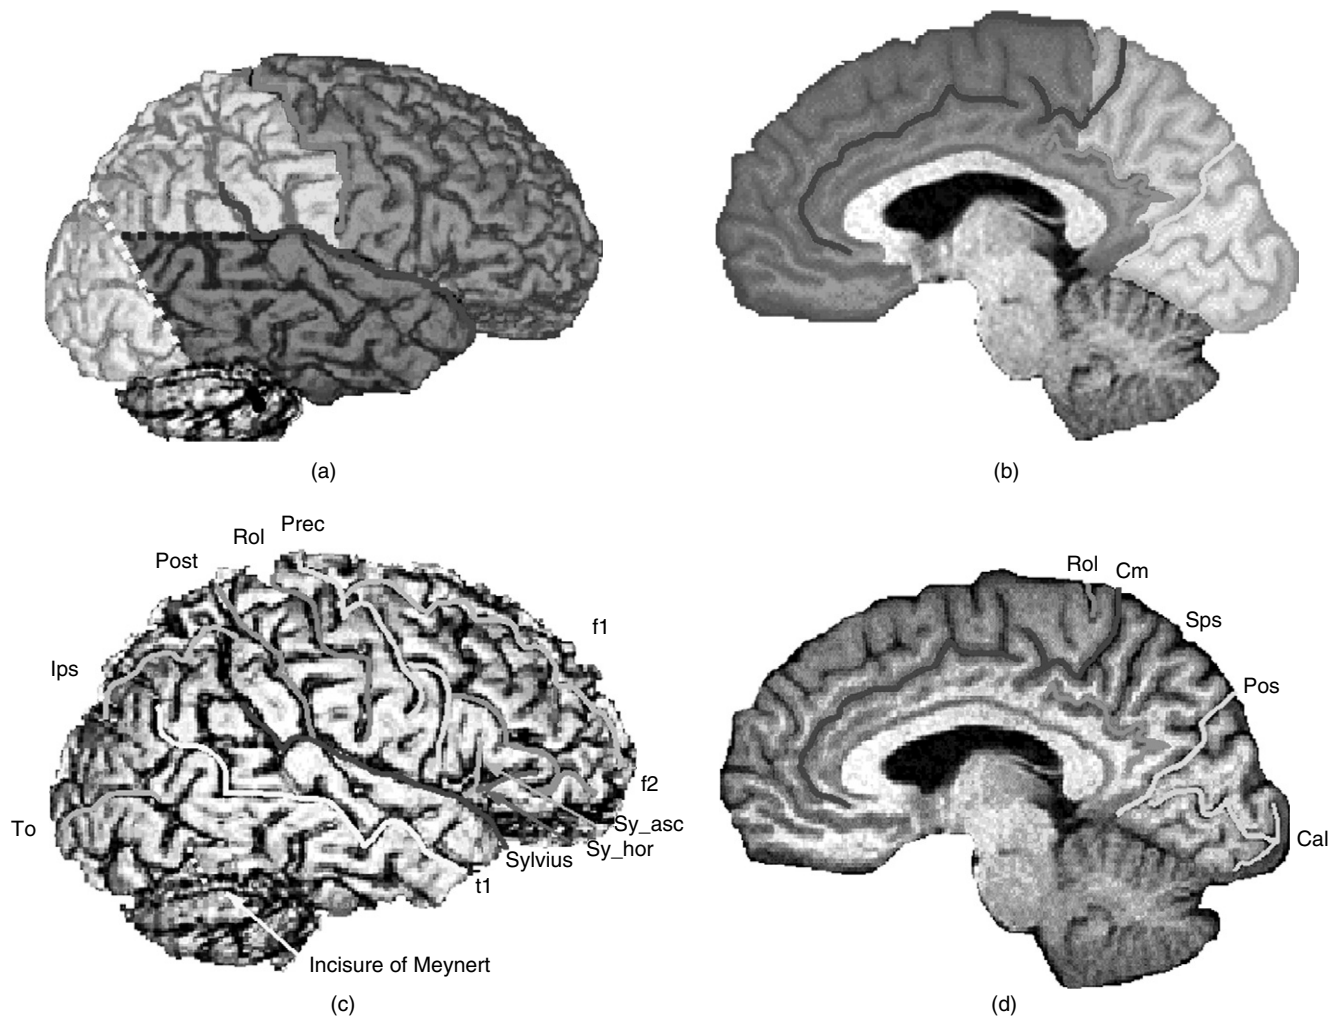 (a)
(b)
Prec
Rol
Post
Ips
To
f1
f2
Sy_asc
Sy_hor
Sylvius
t1
Incisure of Meynert
(c)
Rol
Cm
Sps
Pos
Cal
(d)